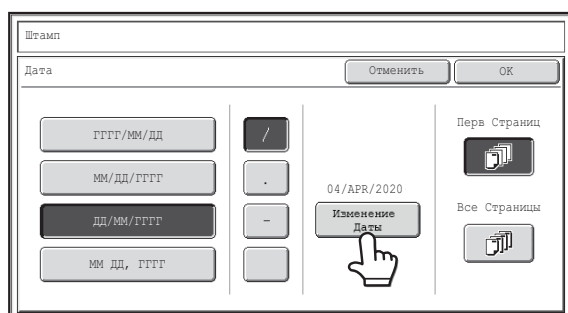 Штамп
Дата
Отменить
OK
ГГГГ/ММ/ДД
ММ/ДД/ГГГГ
ДД/ММ/ГГГГ
ММ ДД, ГГГГ
/
.
-
04/APR/2020
Изменение
Даты
Перв Страниц
Все Страницы